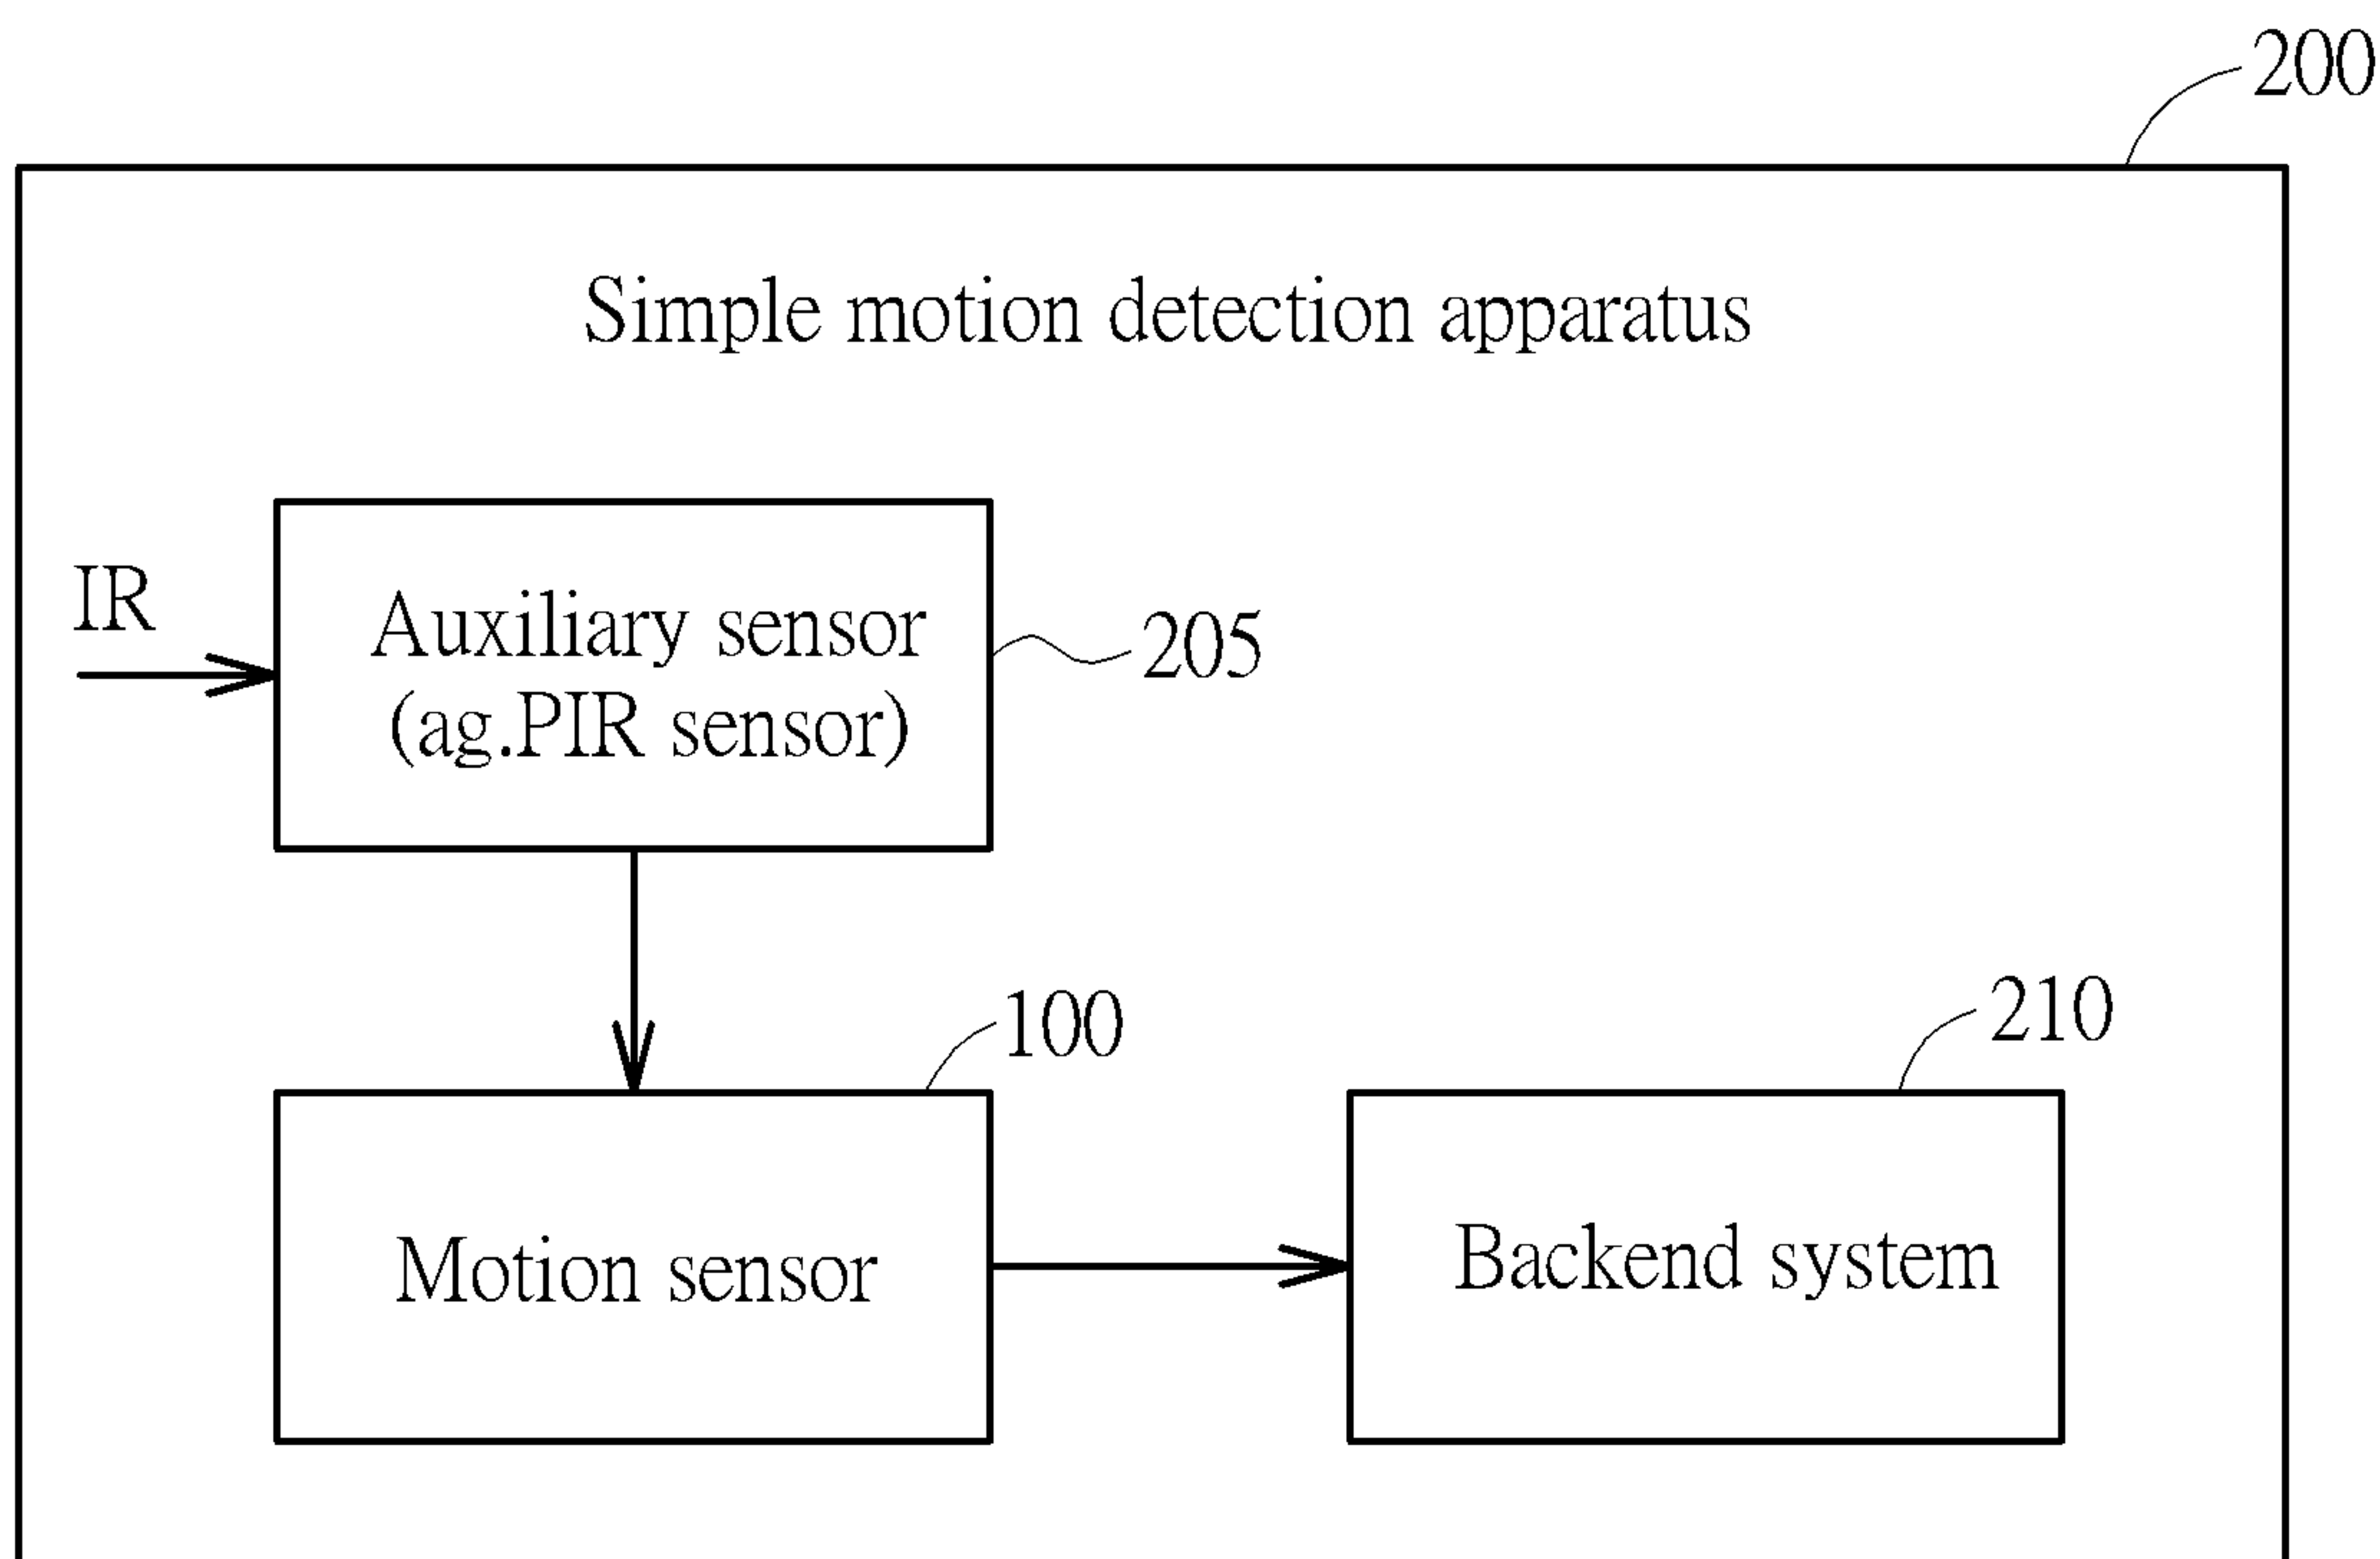 200
Simple motion detection apparatus
IR
Auxiliary sensor
(ag.PIR sensor)
205
100
210
Motion sensor
Backend system